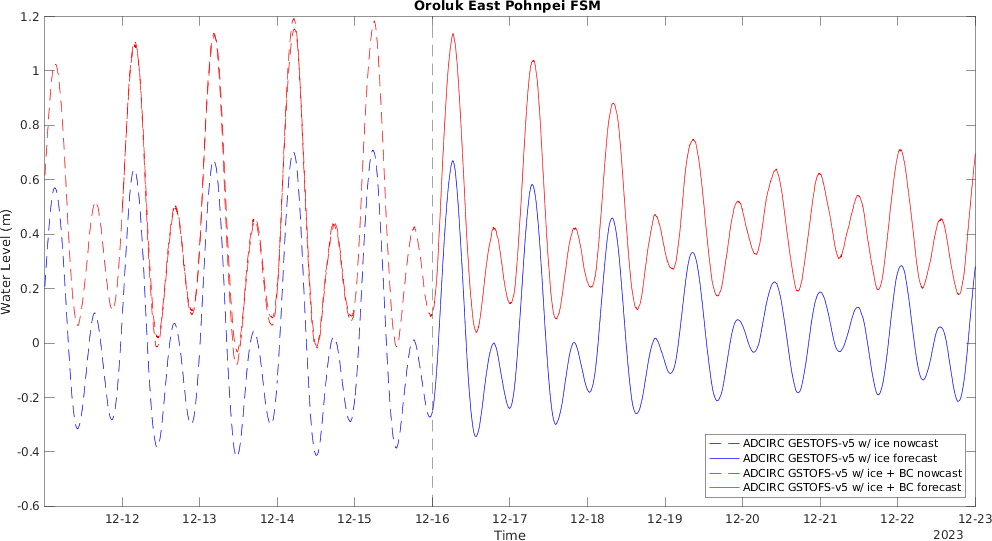 Oroluk East Pohnpei FSM
1.2
1
0.8
0.6
0.4
0.2
0
-0.2
-0.4
-0.6
Water Level (m)
ADCIRC GESTOFS-v5 w/ ice nowcast
ADCIRC GESTOFS-v5 w/ ice forecast
ADCIRC GSTOFS-v5 w/ ice + BC nowcast
ADCIRC GSTOFS-v5 w/ ice + BC forecast
12-12 12-13 12-14 12-15 12-16 12-17 12-18 12-19 12-20 12-21 12-22 12-23
Time
2023